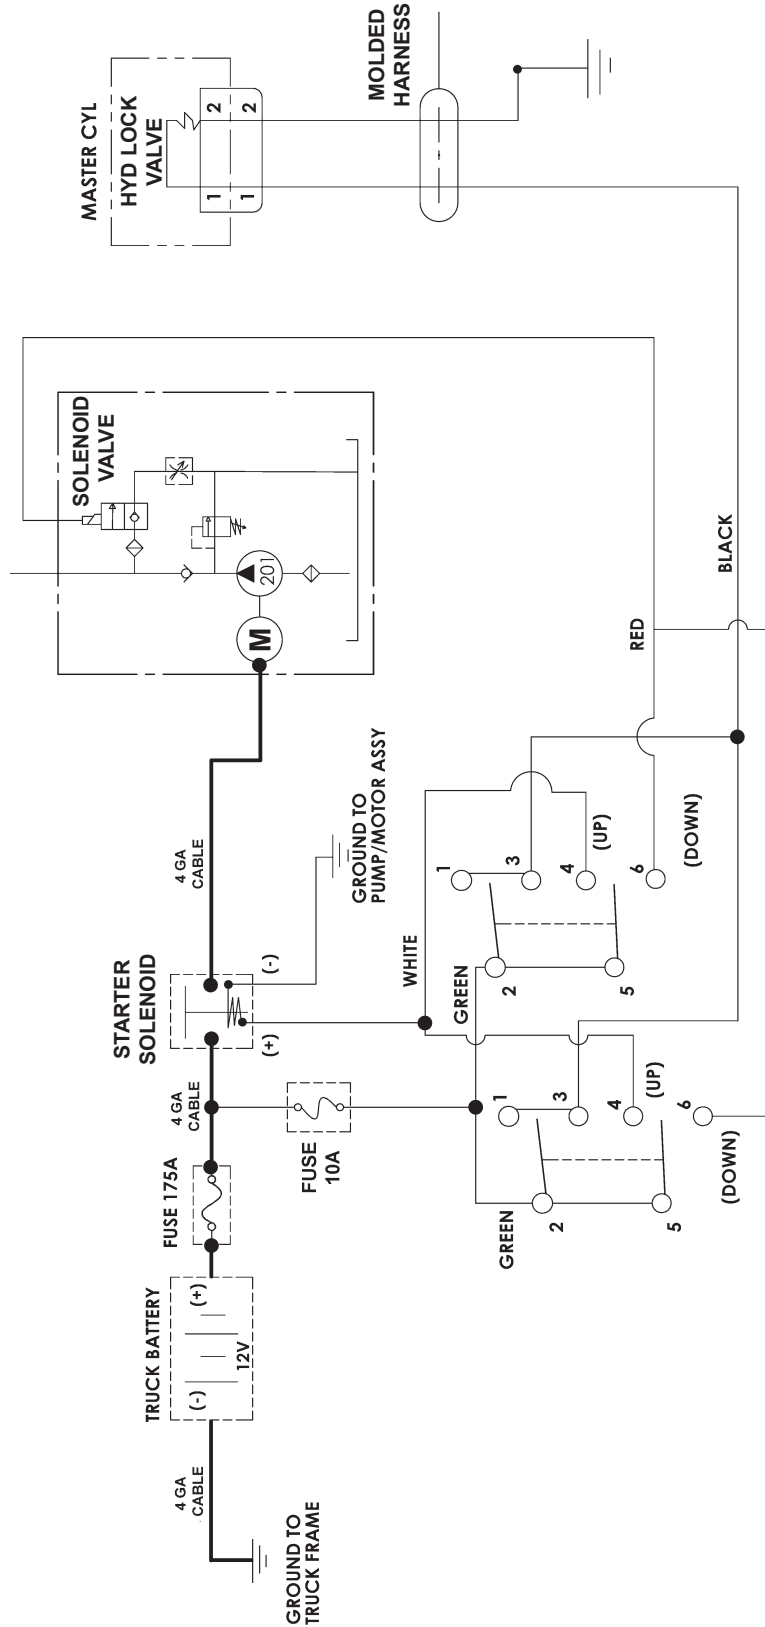 MASTER CYL
HYD LOCK
VALVE
1
2
1
2
MOLDED
HARNESS
SOLENOID
VALVE
M
201
BLACK
RED
4 GA
CABLE
GROUND TO
PUMP/MOTOR ASSY
STARTER
SOLENOID
(-)
(+)
WHITE
GREEN
1
3
4
(UP)
6
(DOWN)
2
5
4 GA
CABLE
FUSE
10A
FUSE 175A
GREEN
1
3
4
(UP)
6
(DOWN)
2
5
TRUCK BATTERY
(-)
(+)
12V
4 GA
CABLE
GROUND TO
TRUCK FRAME